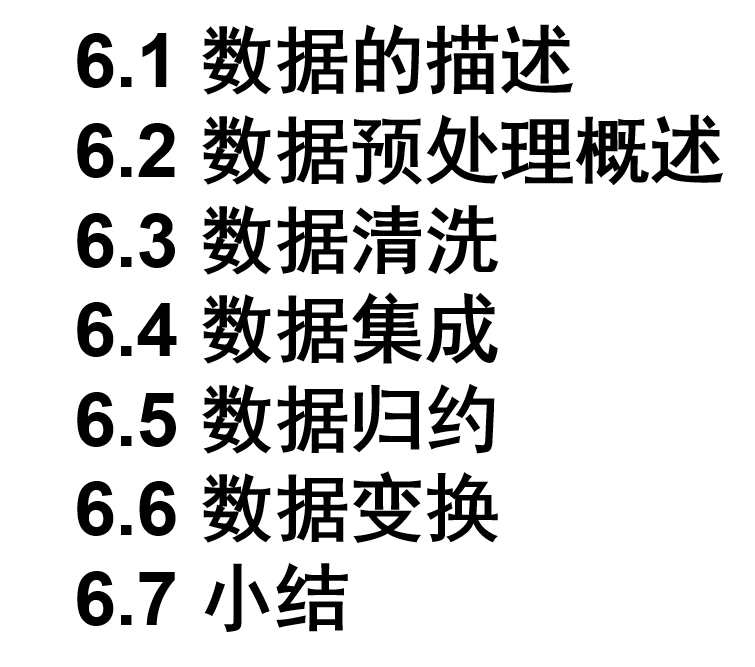 6.1 数据的描述
6.2 数据预处理概述
6.3 数据清洗
6.4 数据集成
6.5 数据归约
6.6 数据变换
6.7 小结